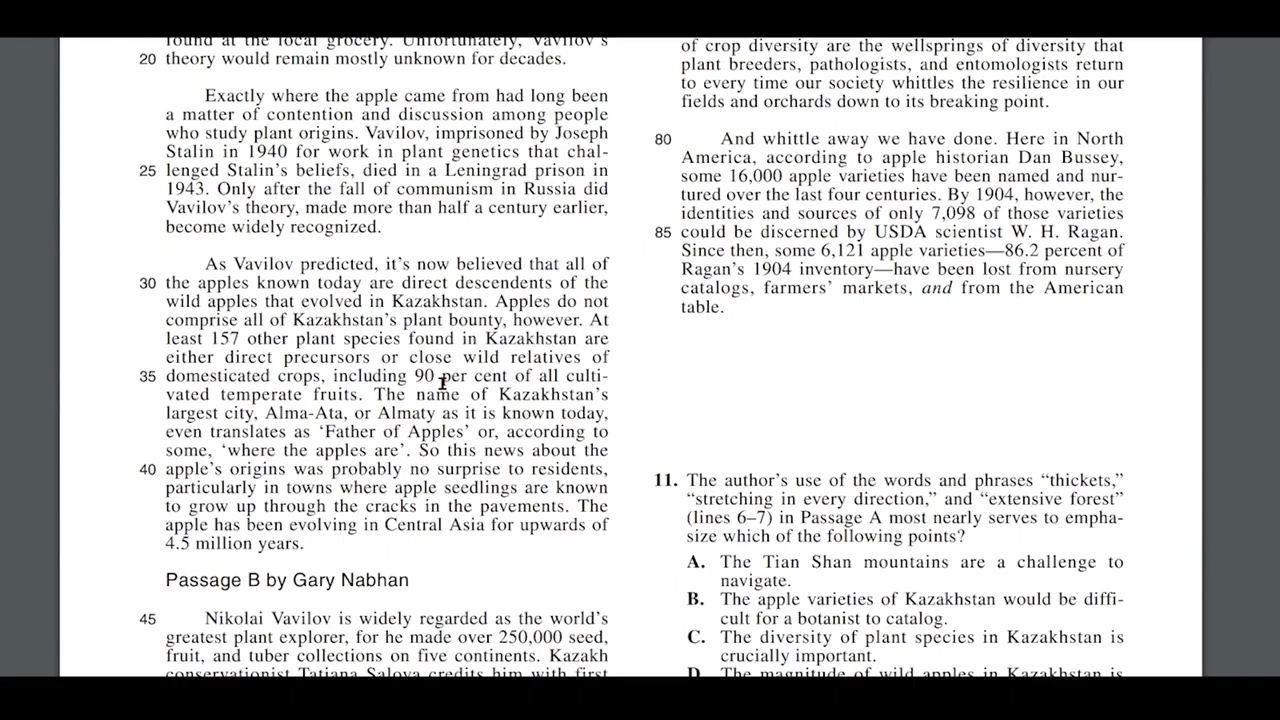 found at the local grocery. Unfortunately, Vavilov's
20 theory would remain mostly unknown for decades.
Exactly where the apple came from had long been
a matter of contention and discussion among people
who study plant origins. Vavilov, imprisoned by Joseph
Stalin in 1940 for work in plant genetics that chal-
25 lenged Stalin's beliefs, died in a Leningrad prison in
1943. Only after the fall of communism in Russia did
Vavilov's theory, made more than half a century earlier,
become widely recognized.
As Vavilov predicted, it's now believed that all of
30 the apples known today are direct descendents of the
wild apples that evolved in Kazakhstan. Apples do not
comprise all of Kazakhstan's plant bounty, however. At
least 157 other plant species found in Kazakhstan are
either direct precursors or close wild relatives of
35 domesticated crops, including 90 per cent of all culti-
vated temperate fruits. The name of Kazakhstan's
largest city, Alma-Ata, or Almaty as it is known today,
even translates as ‘Father of Apples’ or, according to
some, ‘where the apples are’. So this news about the
40 apple's origins was probably no surprise to residents,
particularly in towns where apple seedlings are known
to grow up through the cracks in the pavements. The
apple has been evolving in Central Asia for upwards of
4.5 million years.
Passage B by Gary Nabhan
45 Nikolai Vavilov is widely regarded as the world's
greatest plant explorer, for he made over 250,000 seed,
fruit, and tuber collections on five continents. Kazakh
conservationist Tatiana Salova credits him with first
of crop diversity are the wellsprings of diversity that
plant breeders, pathologists, and entomologists return
to every time our society whittles the resilience in our
fields and orchards down to its breaking point.
80 And whittle away we have done. Here in North
America, according to apple historian Dan Bussey,
some 16,000 apple varieties have been named and nur-
tured over the last four centuries. By 1904, however, the
identities and sources of only 7,098 of those varieties
85 could be discerned by USDA scientist W. H. Ragan.
Since then, some 6,121 apple varieties—86.2 percent of
Ragan's 1904 inventory—have been lost from nursery
catalogs, farmers' markets, and from the American
table.
11. The author's use of the words and phrases “thickets,”
“stretching in every direction,” and “extensive forest”
(lines 6–7) in Passage A most nearly serves to empha-
size which of the following points?
A. The Tian Shan mountains are a challenge to
navigate.
B. The apple varieties of Kazakhstan would be diffi-
cult for a botanist to catalog.
C. The diversity of plant species in Kazakhstan is
crucially important.
D. The magnitude of wild apples in Kazakhstan is